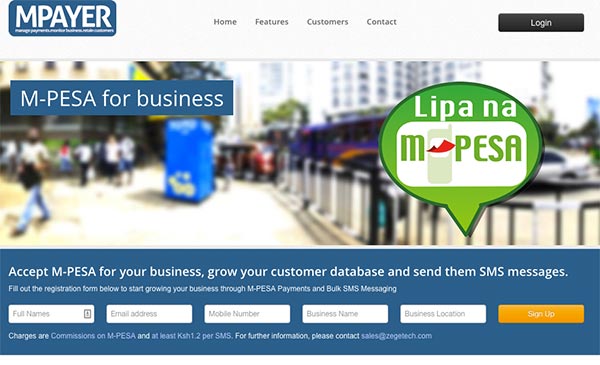 MPAYER
manage payments.monitor business.retain customers
Home Features Customers Contact
Login
M-PESA for business
Lipa na
M-PESA
Accept M-PESA for your business, grow your customer database and send them SMS messages.
Fill out the registration form below to start growing your business through M-PESA Payments and Bulk SMS Messaging
Full Names Email address Mobile Number Business Name Business Location Sign Up
Charges are Commissions on M-PESA and at least Ksh1.2 per SMS. For further information, please contact sales@zegetech.com